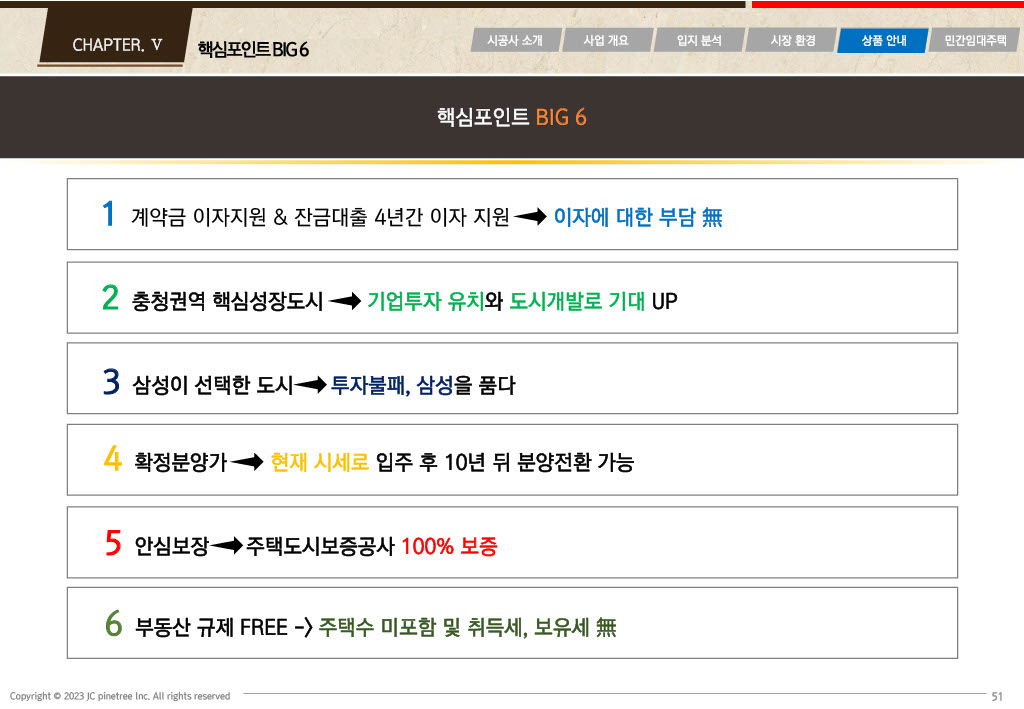 CHAPTER. Ⅴ
핵심포인트 BIG 6
시공사 소개
사업 개요
입지 분석
시장 환경
상품 안내
민간임대주택
핵심포인트 BIG 6
1 계약금 이자지원 & 잔금대출 4년간 이자 지원 → 이자에 대한 부담 無
2 충청권역 핵심성장도시 → 기업투자 유치와 도시개발로 기대 UP
3 삼성이 선택한 도시 → 투자불패, 삼성을 품다
4 확정분양가 → 현재 시세로 입주 후 10년 뒤 분양전환 가능
5 안심보장 → 주택도시보증공사 100% 보증
6 부동산 규제 FREE -> 주택수 미포함 및 취득세, 보유세 無
Copyright © 2023 JC pinetree Inc. All rights reserved
51